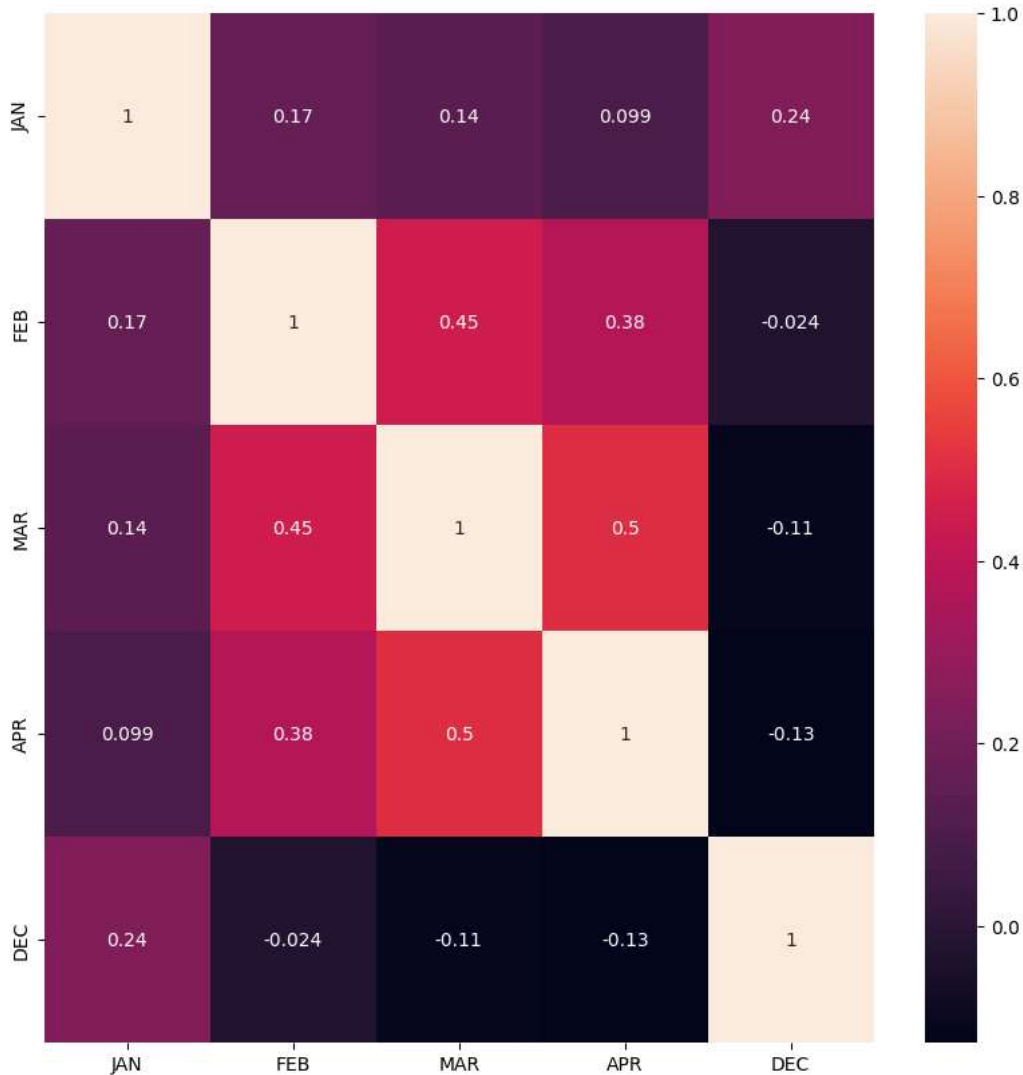 1.0
JAN 1 0.17 0.14 0.099 0.24
0.8
FEB 0.17 1 0.45 0.38 -0.024
0.6
MAR 0.14 0.45 1 0.5 -0.11
0.4
APR 0.099 0.38 0.5 1 -0.13
0.2
DEC 0.24 -0.024 -0.11 -0.13 1
0.0
JAN FEB MAR APR DEC